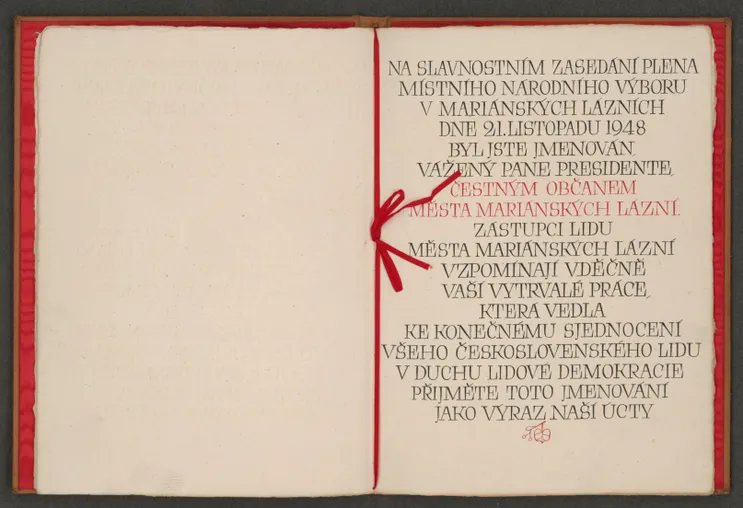 NA SLAVNOSTNÍM ZASEDÁNÍ PLENA
MÍSTNÍHO NÁRODNÍHO VÝBORU
V MARIÁNSKÝCH LÁZNÍCH
DNE 21. LISTOPADU 1948
BYL JSTE JMENOVÁN,
VÁŽENÝ PANE PRESIDENTE,
ČESTNÝM OBČANEM
MĚSTA MARIÁNSKÝCH LÁZNÍ.
ZÁSTUPCI LIDU
MĚSTA MARIÁNSKÝCH LÁZNÍ
VZPOMÍNAJÍ VDĚČNĚ
VAŠÍ VYTRVALÉ PRÁCE,
KTERÁ VEDLA
KE KONEČNÉMU SJEDNOCENÍ
VŠEHO ČESKOSLOVENSKÉHO LIDU
V DUCHU LIDOVÉ DEMOKRACIE
PŘIJMĚTE TOTO JMENOVÁNÍ
JAKO VÝRAZ NAŠÍ ÚCTY